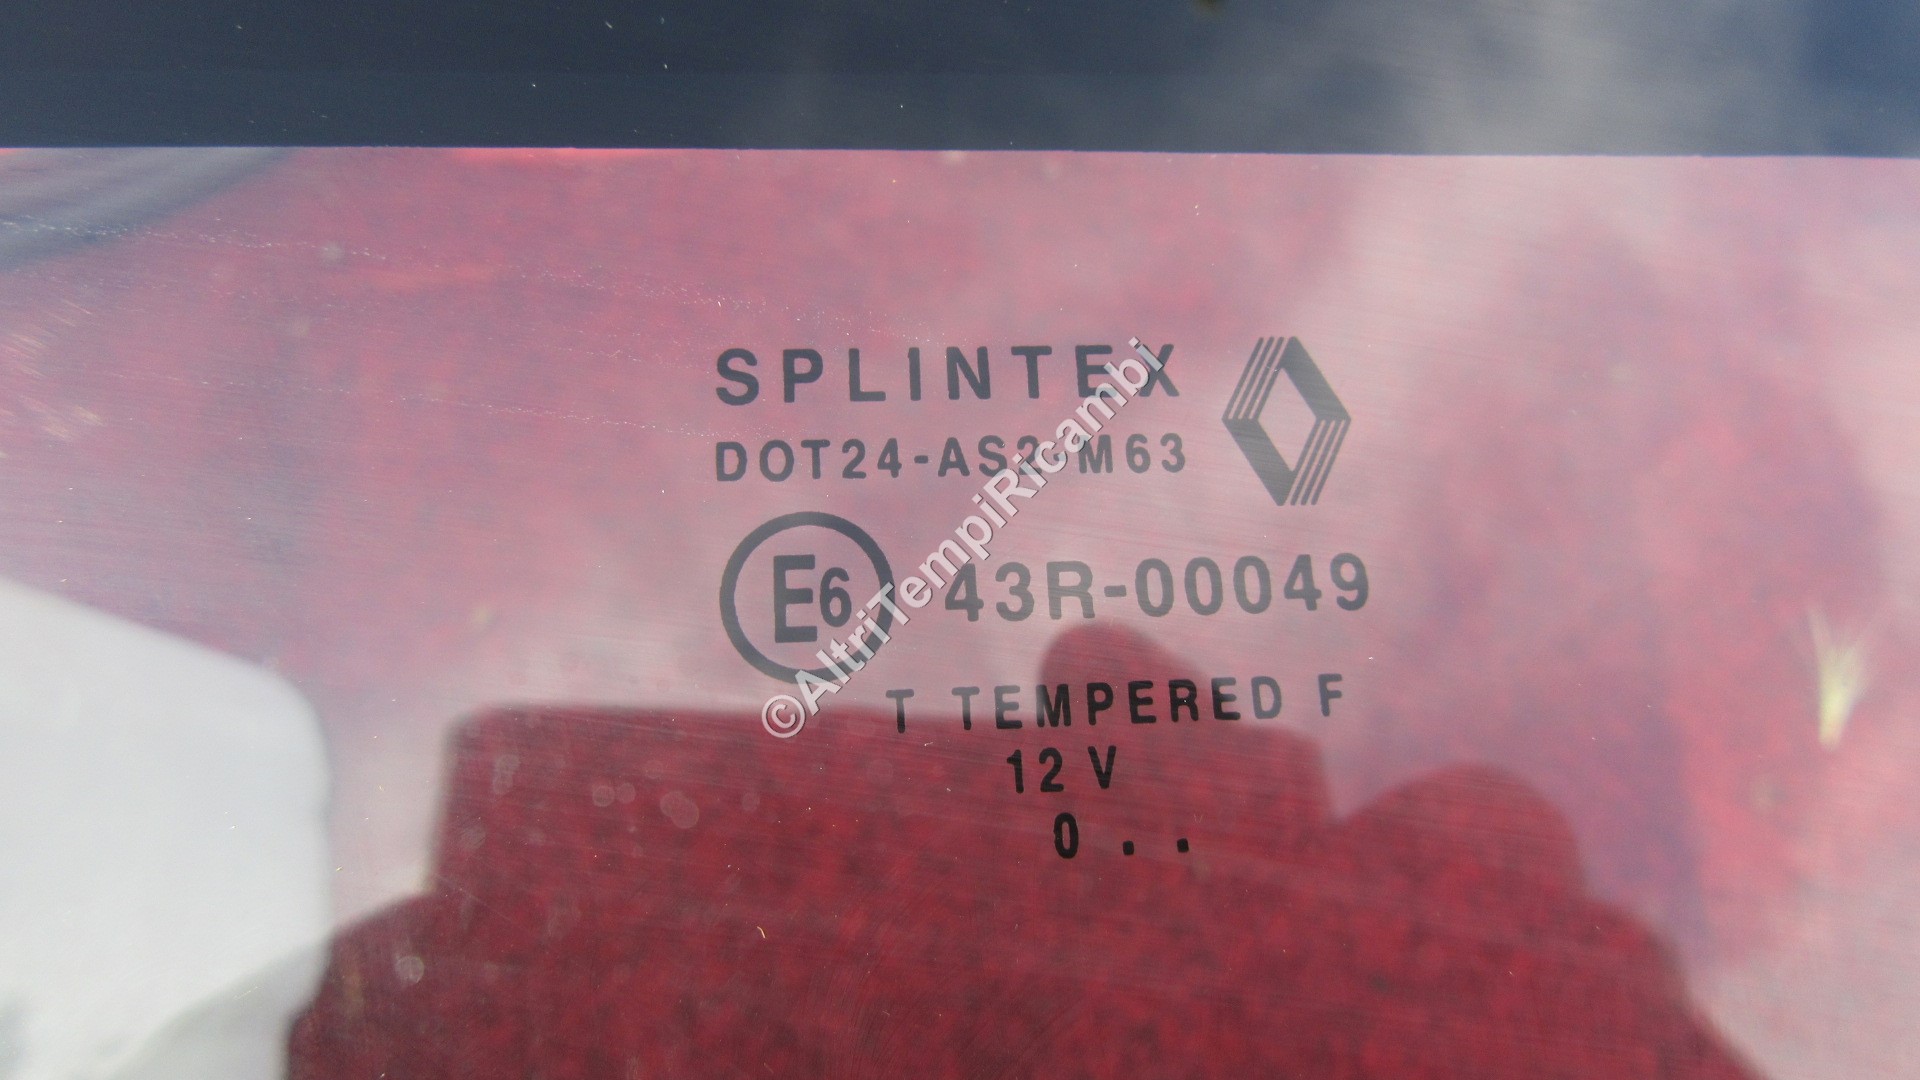 SPLINTEX
DOT24-AS2-M63
E6 43R-00049
T TEMPERED F
12 V
0 . .
©AltriTempiRicambi